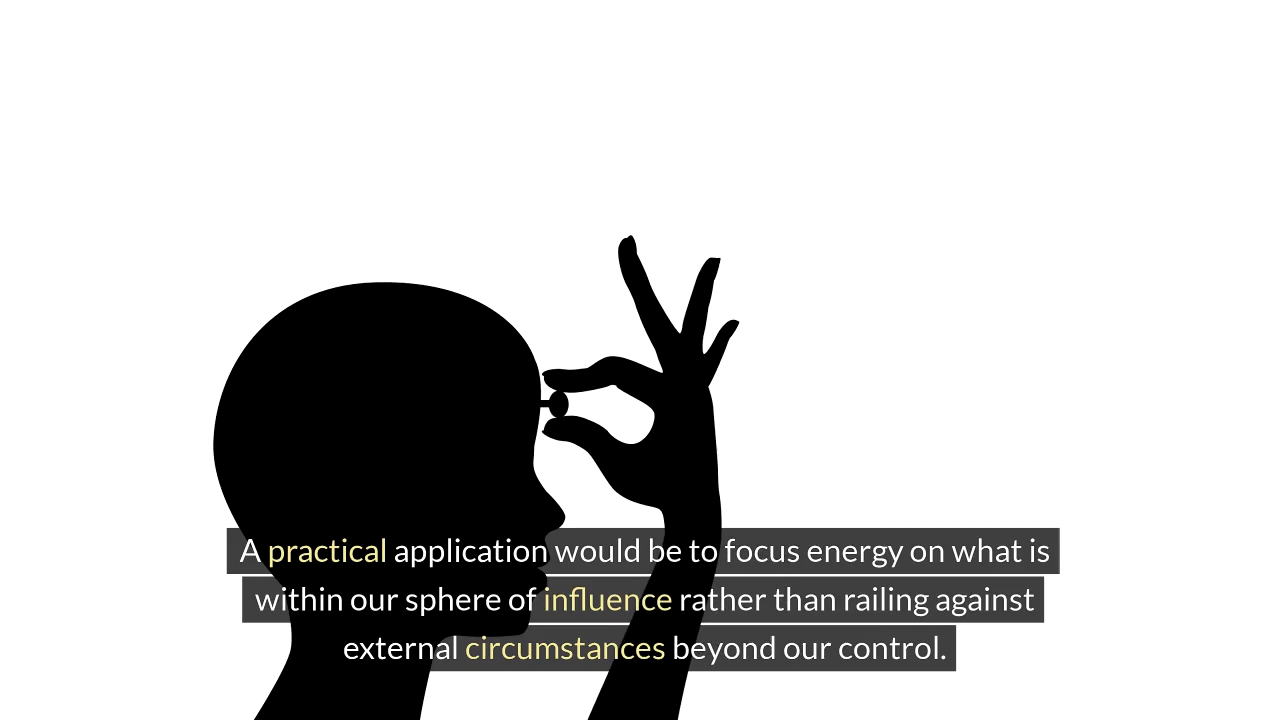 A practical application would be to focus energy on what is
within our sphere of influence rather than railing against
external circumstances beyond our control.